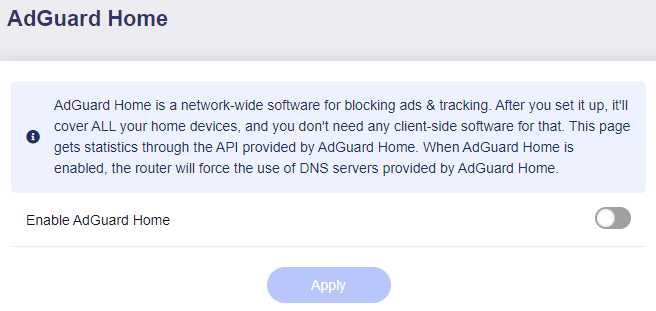 AdGuard Home
AdGuard Home is a network-wide software for blocking ads & tracking. After you set it up, it'll
cover ALL your home devices, and you don't need any client-side software for that. This page
gets statistics through the API provided by AdGuard Home. When AdGuard Home is
enabled, the router will force the use of DNS servers provided by AdGuard Home.
Enable AdGuard Home
Apply